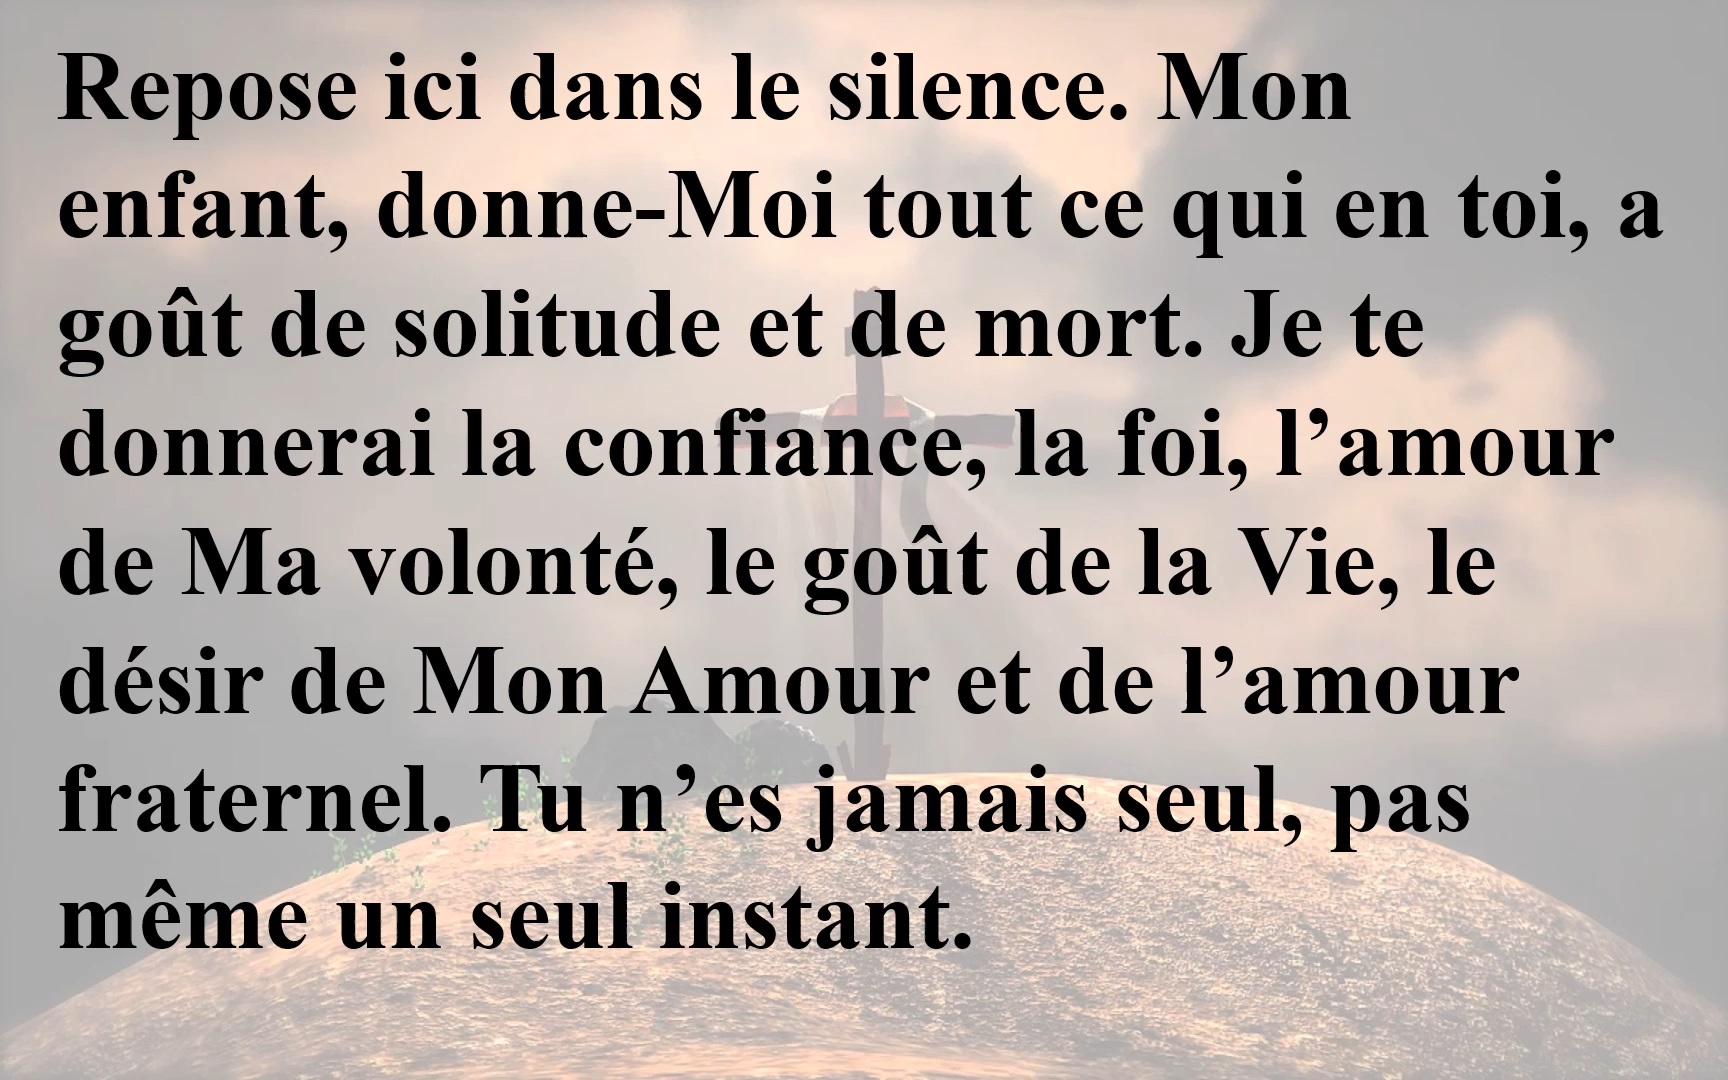 Repose ici dans le silence. Mon
enfant, donne-Moi tout ce qui en toi, a
goût de solitude et de mort. Je te
donnerai la confiance, la foi, l’amour
de Ma volonté, le goût de la Vie, le
désir de Mon Amour et de l’amour
fraternel. Tu n’es jamais seul, pas
même un seul instant.